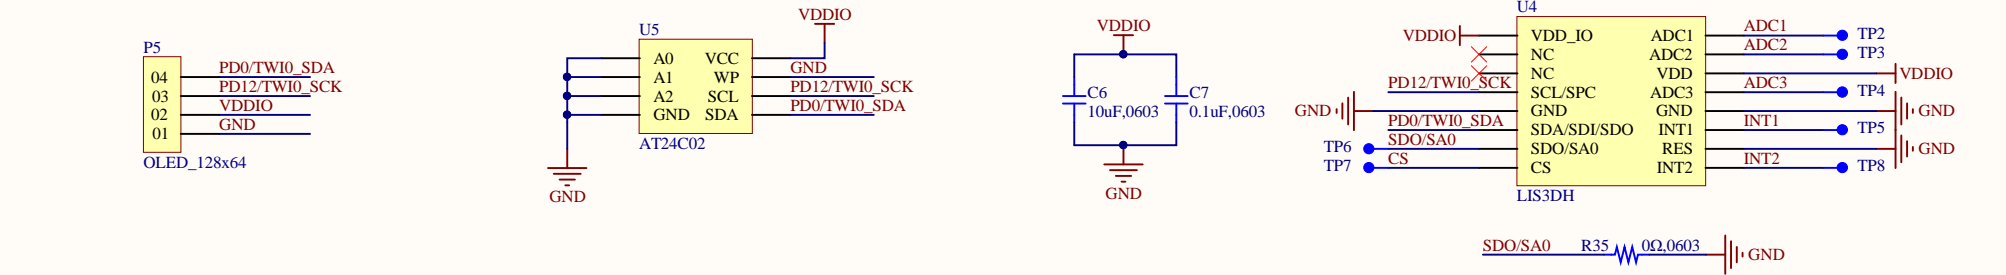 P5
04 PD0/TWI0_SDA
03 PD12/TWI0_SCK
02 VDDIO
01 GND
OLED_128x64
VDDIO
U5
A0 VCC
A1 WP GND
A2 SCL PD12/TWI0_SCK
GND SDA PD0/TWI0_SDA
AT24C02
GND
VDDIO
C6
10uF,0603
C7
0.1uF,0603
GND
U4
VDDIO VDD_IO ADC1 ADC1 TP2
NC ADC2 ADC2 TP3
NC VDD VDDIO
PD12/TWI0_SCK SCL/SPC ADC3 ADC3 TP4
GND GND GND GND
PD0/TWI0_SDA SDA/SDI/SDO INT1 INT1 TP5
TP6 SDO/SA0 SDO/SA0 RES GND
TP7 CS CS INT2 INT2 TP8
LIS3DH
SDO/SA0 R35 0Ω,0603 GND